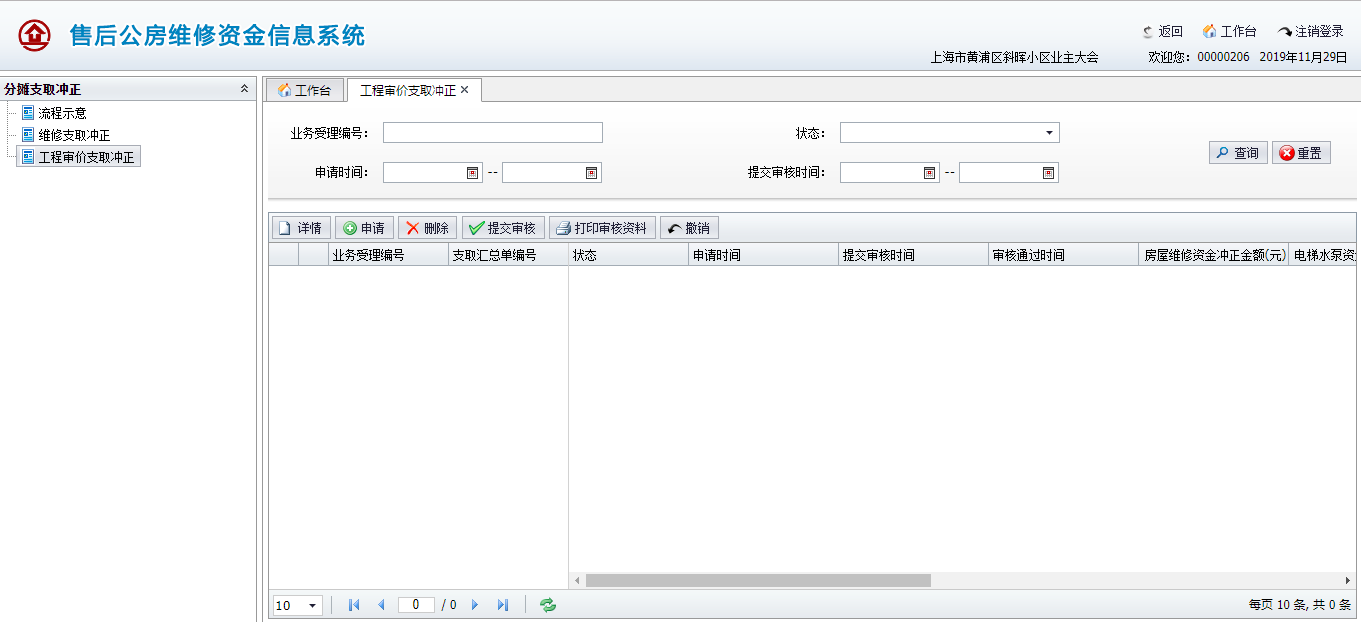 售后公房维修资金信息系统
返回 工作台 注销登录
上海市黄浦区斜晖小区业主大会 欢迎您: 00000206 2019年11月29日
分摊支取冲正
流程示意
维修支取冲正
工程审价支取冲正
工作台 工程审价支取冲正 ×
业务受理编号: 状态:
查询 重置
申请时间: -- 提交审核时间: --
详情 申请 删除 提交审核 打印审核资料 撤销
业务受理编号 支取汇总单编号 状态 申请时间 提交审核时间 审核通过时间 房屋维修资金冲正金额(元) 电梯水泵资
10 0 / 0 每页 10 条, 共 0 条